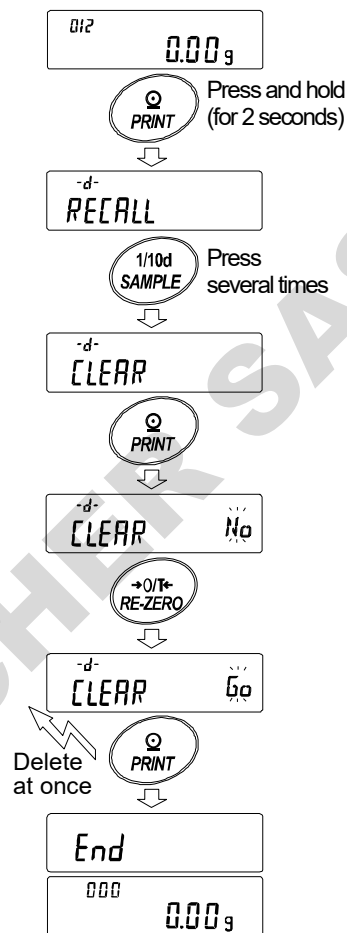 012
0.00 g
PRINT
Press and hold
(for 2 seconds)
-d-
RECALL
1/10d
SAMPLE
Press
several times
-d-
CLEAR
PRINT
-d-
CLEAR No
→0/T←
RE-ZERO
-d-
CLEAR Go
Delete
at once
PRINT
End
000
0.00 g